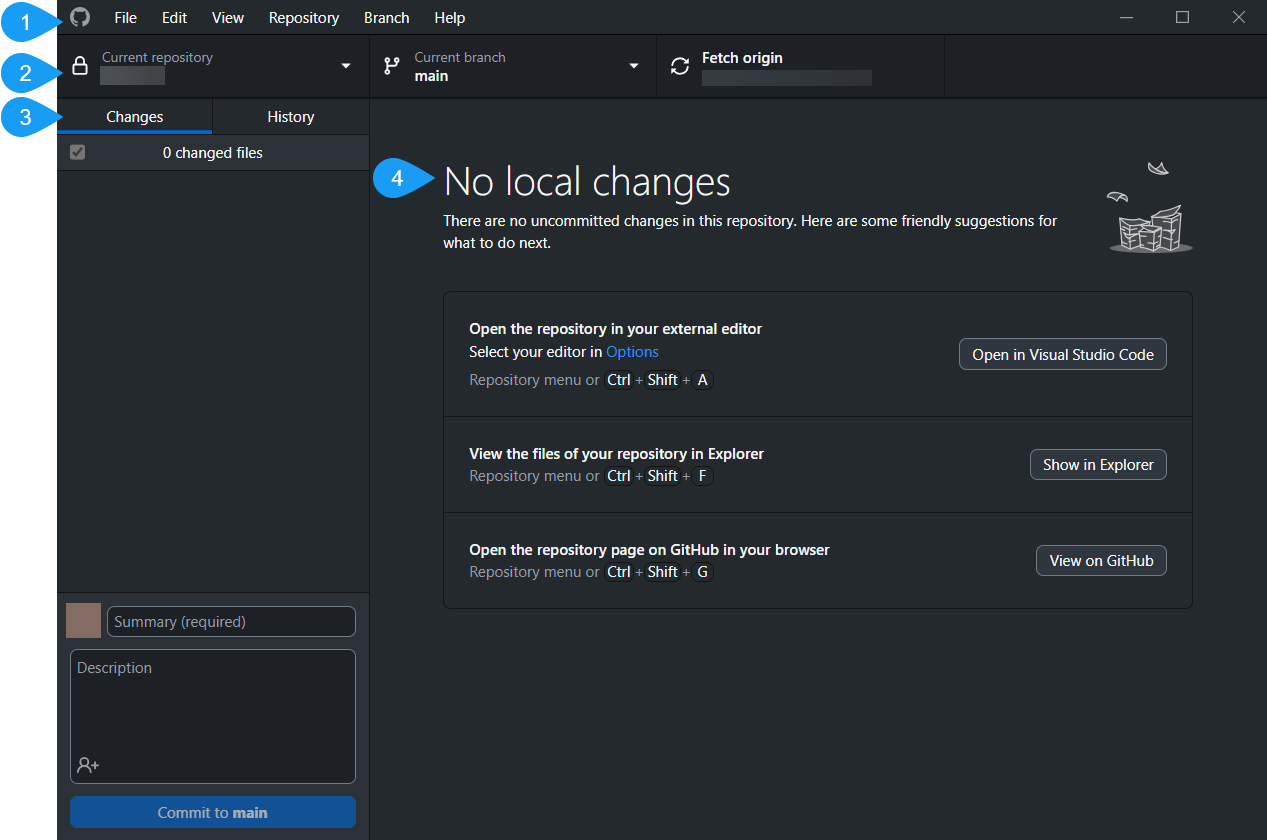 1
File Edit View Repository Branch Help
2
Current repository
Current branch
main
Fetch origin
3
Changes History
0 changed files
4
No local changes
There are no uncommitted changes in this repository. Here are some friendly suggestions for
what to do next.
Open the repository in your external editor
Select your editor in Options
Repository menu or Ctrl + Shift + A
Open in Visual Studio Code
View the files of your repository in Explorer
Repository menu or Ctrl + Shift + F
Show in Explorer
Open the repository page on GitHub in your browser
Repository menu or Ctrl + Shift + G
View on GitHub
Summary (required)
Description
Commit to main